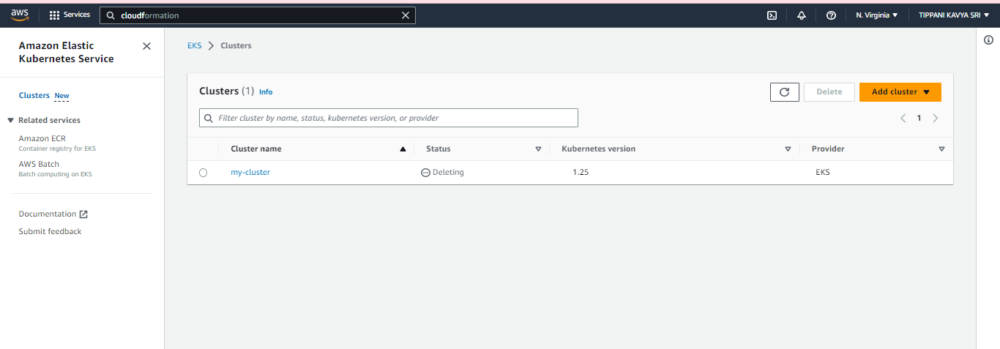 aws
Services
cloudformation
N. Virginia
TIPPANI KAVYA SRI
Amazon Elastic
Kubernetes Service
Clusters New
Related services
Amazon ECR
Container registry for EKS
AWS Batch
Batch computing on EKS
Documentation
Submit feedback
EKS Clusters
Clusters (1) Info
Delete
Add cluster
Filter cluster by name, status, kubernetes version, or provider
1
Cluster name Status Kubernetes version Provider
my-cluster Deleting 1.25 EKS